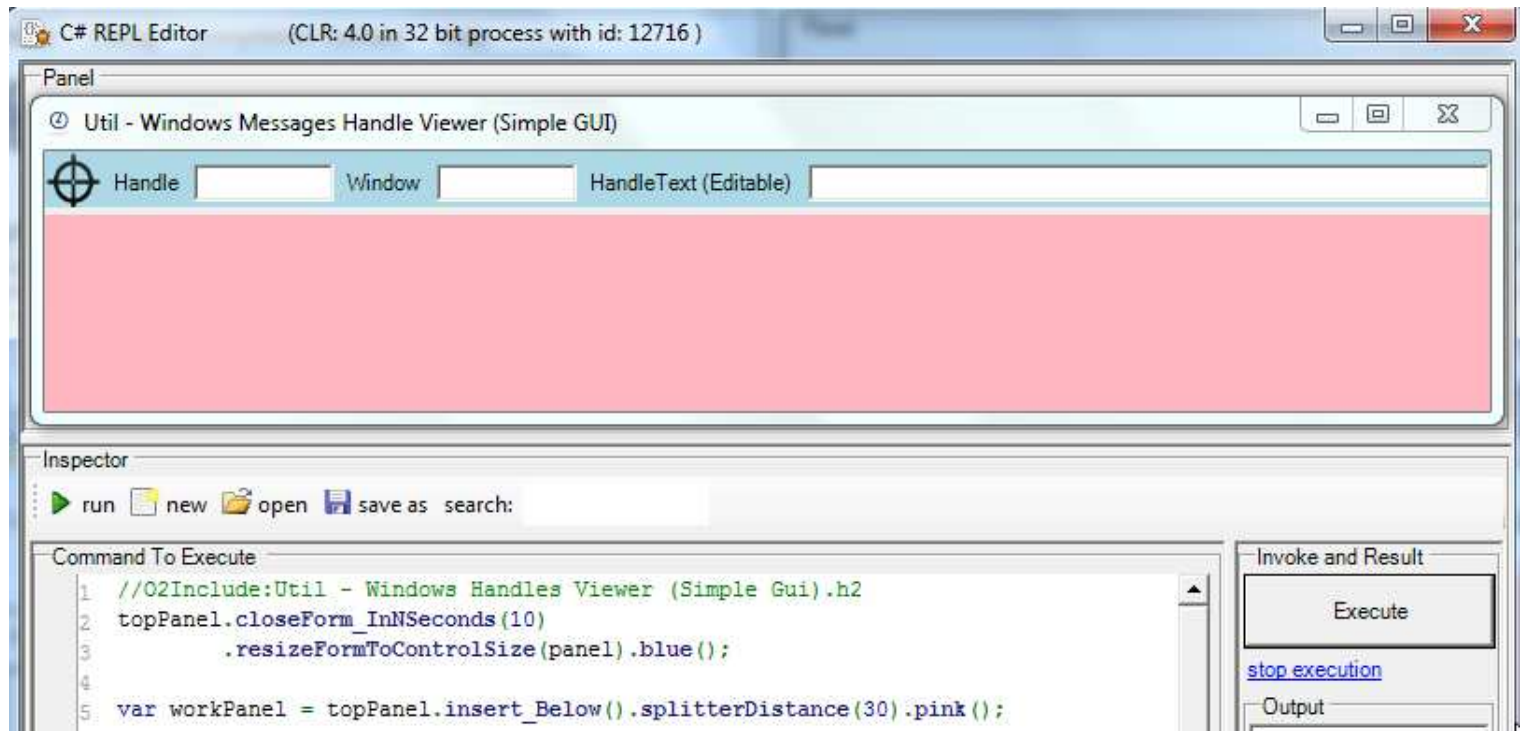 C# REPL Editor (CLR: 4.0 in 32 bit process with id: 12716 )
Panel
Util - Windows Messages Handle Viewer (Simple GUI)
Handle Window HandleText (Editable)
Inspector
run new open save as search:
Command To Execute
Invoke and Result
1 //O2Include:Util - Windows Handles Viewer (Simple Gui).h2
2 topPanel.closeForm_InNSeconds(10)
3 .resizeFormToControlSize(panel).blue();
4
5 var workPanel = topPanel.insert_Below().splitterDistance(30).pink();
Execute
stop execution
Output